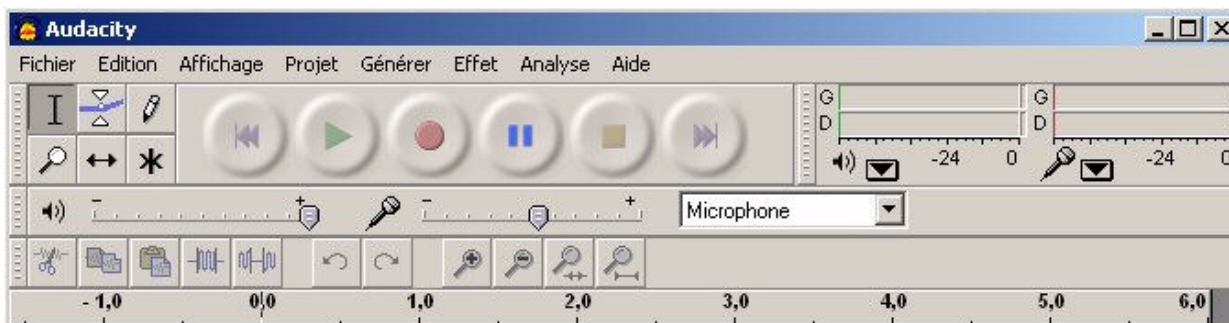 Audacity
Fichier Edition Affichage Projet Générer Effet Analyse Aide
G G
D D
-24 0 -24 0
- + - + Microphone
- 1,0 0,0 1,0 2,0 3,0 4,0 5,0 6,0